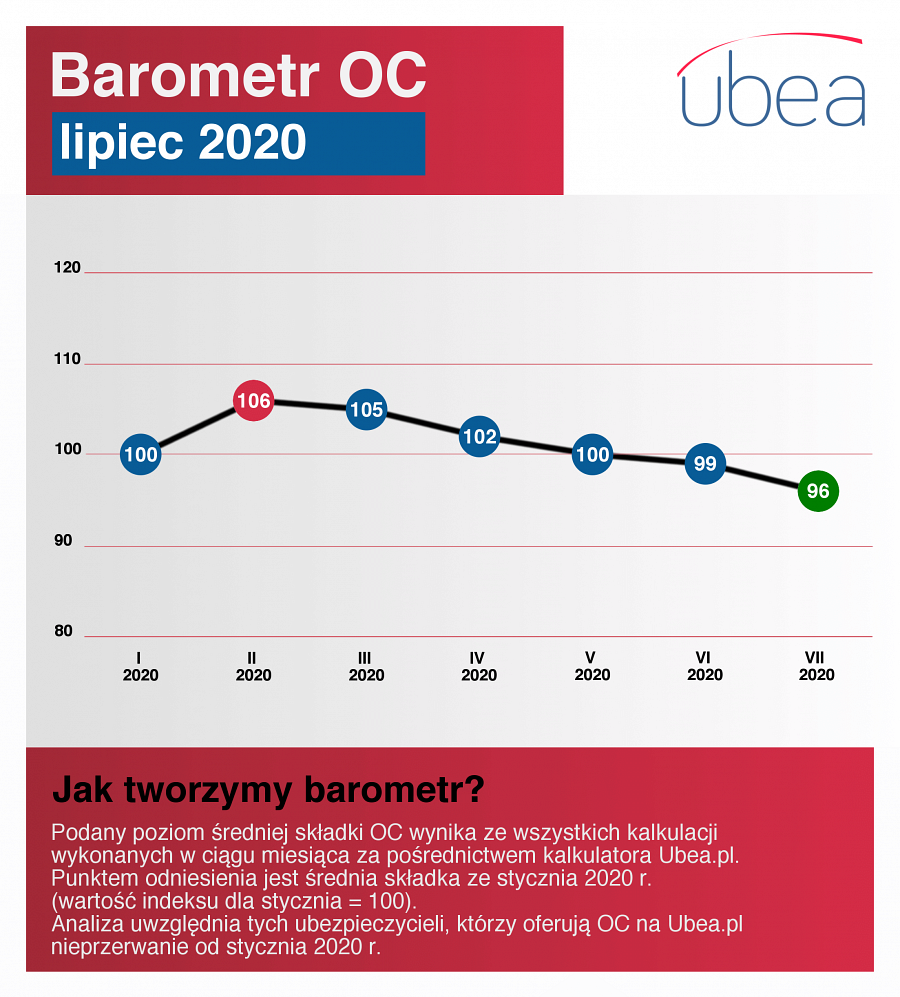 Barometr OC
lipiec 2020
ubea
120
110
100
90
80
100
106
105
102
100
99
96
I
2020
II
2020
III
2020
IV
2020
V
2020
VI
2020
VII
2020
Jak tworzymy barometr?
Podany poziom średniej składki OC wynika ze wszystkich kalkulacji
wykonanych w ciągu miesiąca za pośrednictwem kalkulatora Ubea.pl.
Punktem odniesienia jest średnia składka ze stycznia 2020 r.
(wartość indeksu dla stycznia = 100).
Analiza uwzględnia tych ubezpieczycieli, którzy oferują OC na Ubea.pl
nieprzerwanie od stycznia 2020 r.